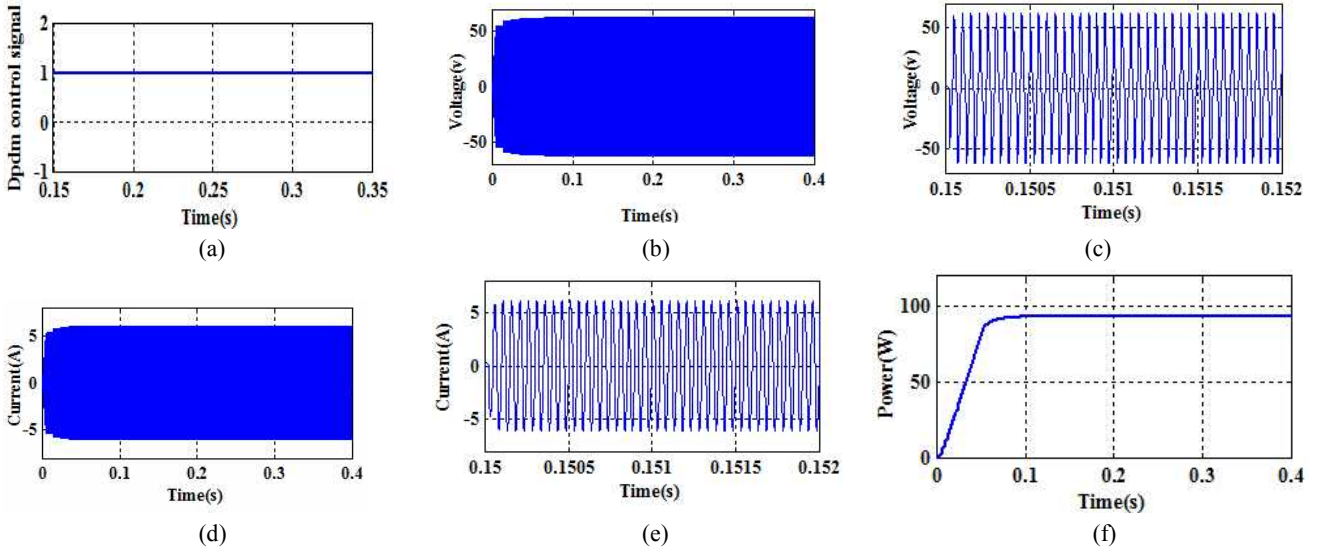 Dpdm control signal
2
1
0
-1
0.15 0.2 0.25 0.3 0.35
Time(s)
(a)
Voltage(v)
50
0
-50
0 0.1 0.2 0.3 0.4
Time(s)
(b)
Voltage(v)
50
0
-50
0.15 0.1505 0.151 0.1515 0.152
Time(s)
(c)
Current(A)
5
0
-5
0 0.1 0.2 0.3 0.4
Time(s)
(d)
Current(A)
5
0
-5
0.15 0.1505 0.151 0.1515 0.152
Time(s)
(e)
Power(W)
100
50
0
0 0.1 0.2 0.3 0.4
Time(s)
(f)